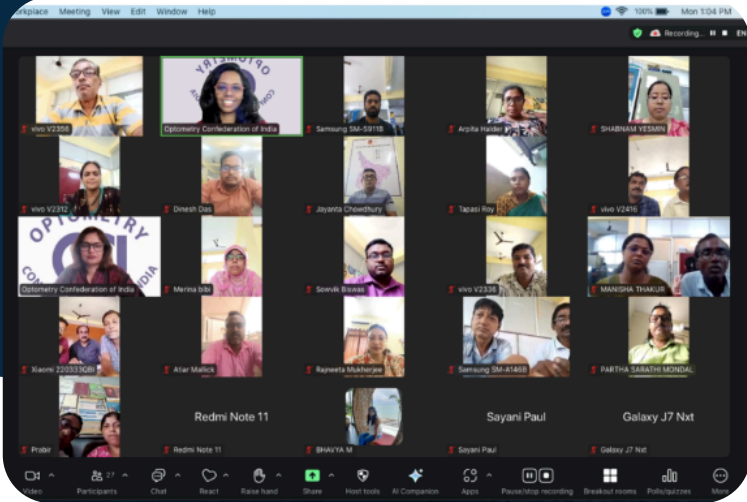 orkplace Meeting View Edit Window Help 100% Mon 1:04 PM
Recording... EN
vivo V2356
Optometry Confederation of India
Samsung SM-S911B
Arpita Halder
SHABNAM YESMIN
vivo V2312
Dinesh Das
Jayanta Chowdhury
Tapasi Roy
vivo V2416
OPTOMETRY
Optometry Confederation of India
Merina bibi
Sowvik Biswas
vivo V2336
MANISHA THAKUR
Xiaomi 220333QBI
Atiar Mallick
Rajneeta Mukherjee
Samsung SM-A146B
PARTHA SARATHI MONDAL
Redmi Note 11
Sayani Paul
Galaxy J7 Nxt
Prabir
Redmi Note 11
BHAVYA M
Sayani Paul
Galaxy J7 Nxt
27
Video Participants Chat React Raise hand Share Host tools AI Companion Apps Pause/stop recording Breakout rooms Polls/quizzes More